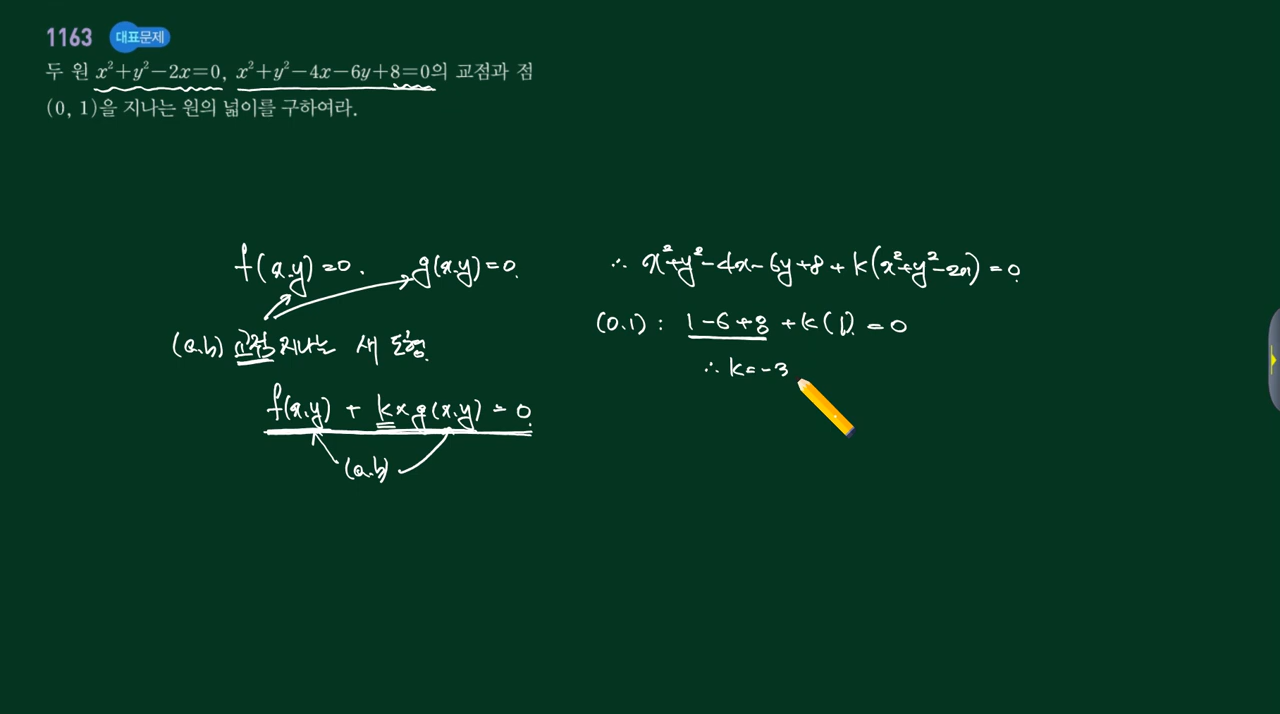 1163 대표문제
두 원 x²+y²−2x=0, x²+y²−4x−6y+8=0의 교점과 점
(0, 1)을 지나는 원의 넓이를 구하여라.
f(x.y)=0. g(x.y)=0.
(a.b) 교점 지나는 새 도형.
f(x.y) + k×g(x.y) = 0.
(a.b)
∴ x²+y²-4x-6y+8+k(x²+y²-2x)=0.
(0.1) : 1-6+8+k(1). =0
∴ k=-3